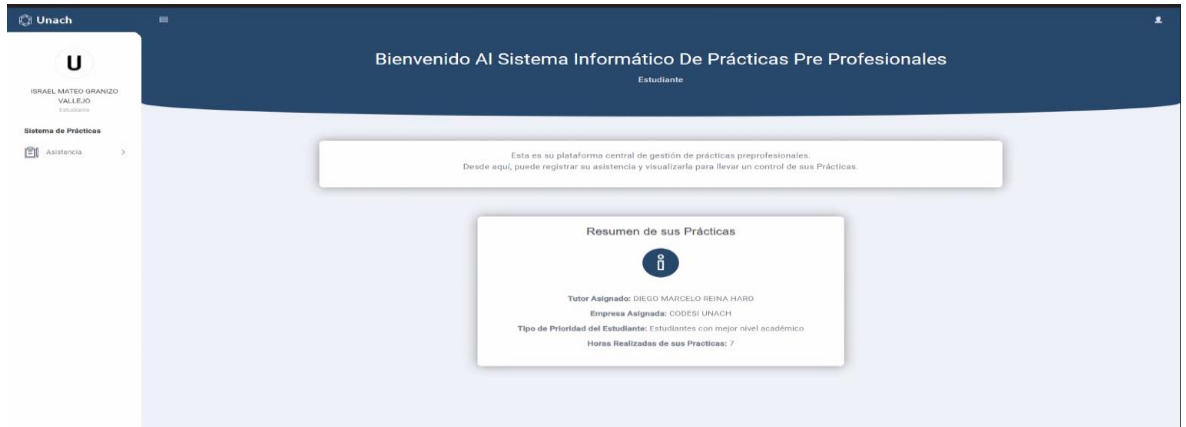 Unach
U
ISRAEL MATEO GRANIZO
VALLEJO
Estudiante
Sistema de Prácticas
Asistencia
Bienvenido Al Sistema Informático De Prácticas Pre Profesionales
Estudiante
Esta es su plataforma central de gestión de prácticas preprofesionales.
Desde aquí, puede registrar su asistencia y visualizarla para llevar un control de sus Prácticas.
Resumen de sus Prácticas
Tutor Asignado: DIEGO MARCELO REINA HARO
Empresa Asignada: CODESI UNACH
Tipo de Prioridad del Estudiante: Estudiantes con mejor nivel académico
Horas Realizadas de sus Practicas: 7